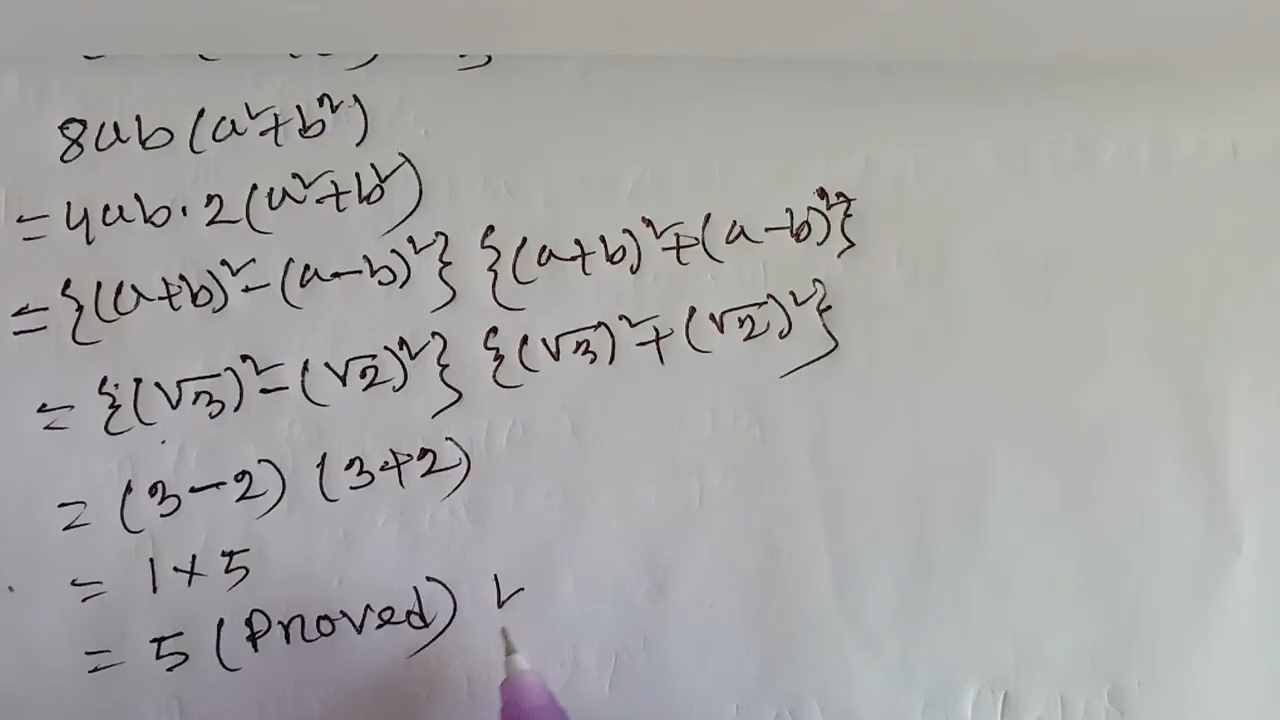 8ab(a²+b²)
=4ab.2(a²+b²)
={(a+b)²-(a-b)²} {(a+b)²+(a-b)²}
={(√3)²-(√2)²} {(√3)²+(√2)²}
=(3-2) (3+2)
= 1×5
= 5 (Proved)